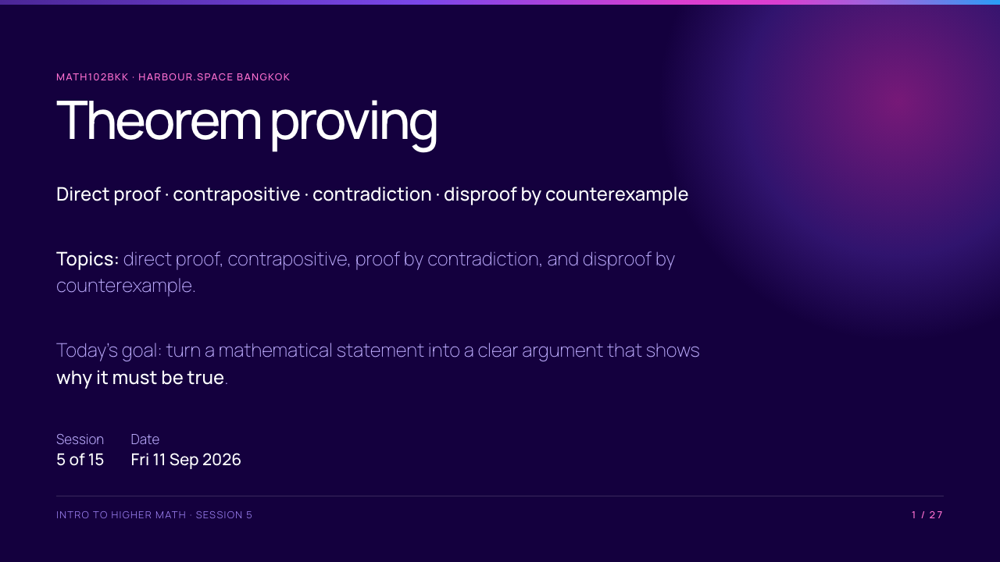 MATH102BKK · HARBOUR.SPACE BANGKOK
Theorem proving
Direct proof · contrapositive · contradiction · disproof by counterexample
Topics: direct proof, contrapositive, proof by contradiction, and disproof by
counterexample.
Today's goal: turn a mathematical statement into a clear argument that shows
why it must be true.
Session Date
5 of 15 Fri 11 Sep 2026
INTRO TO HIGHER MATH · SESSION 5 1 / 27